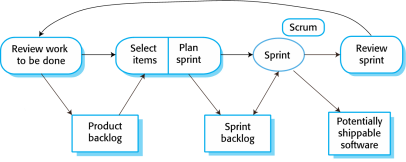 Scrum
Review work
to be done
Select
items
Plan
sprint
Sprint
Review
sprint
Product
backlog
Sprint
backlog
Potentially
shippable
software